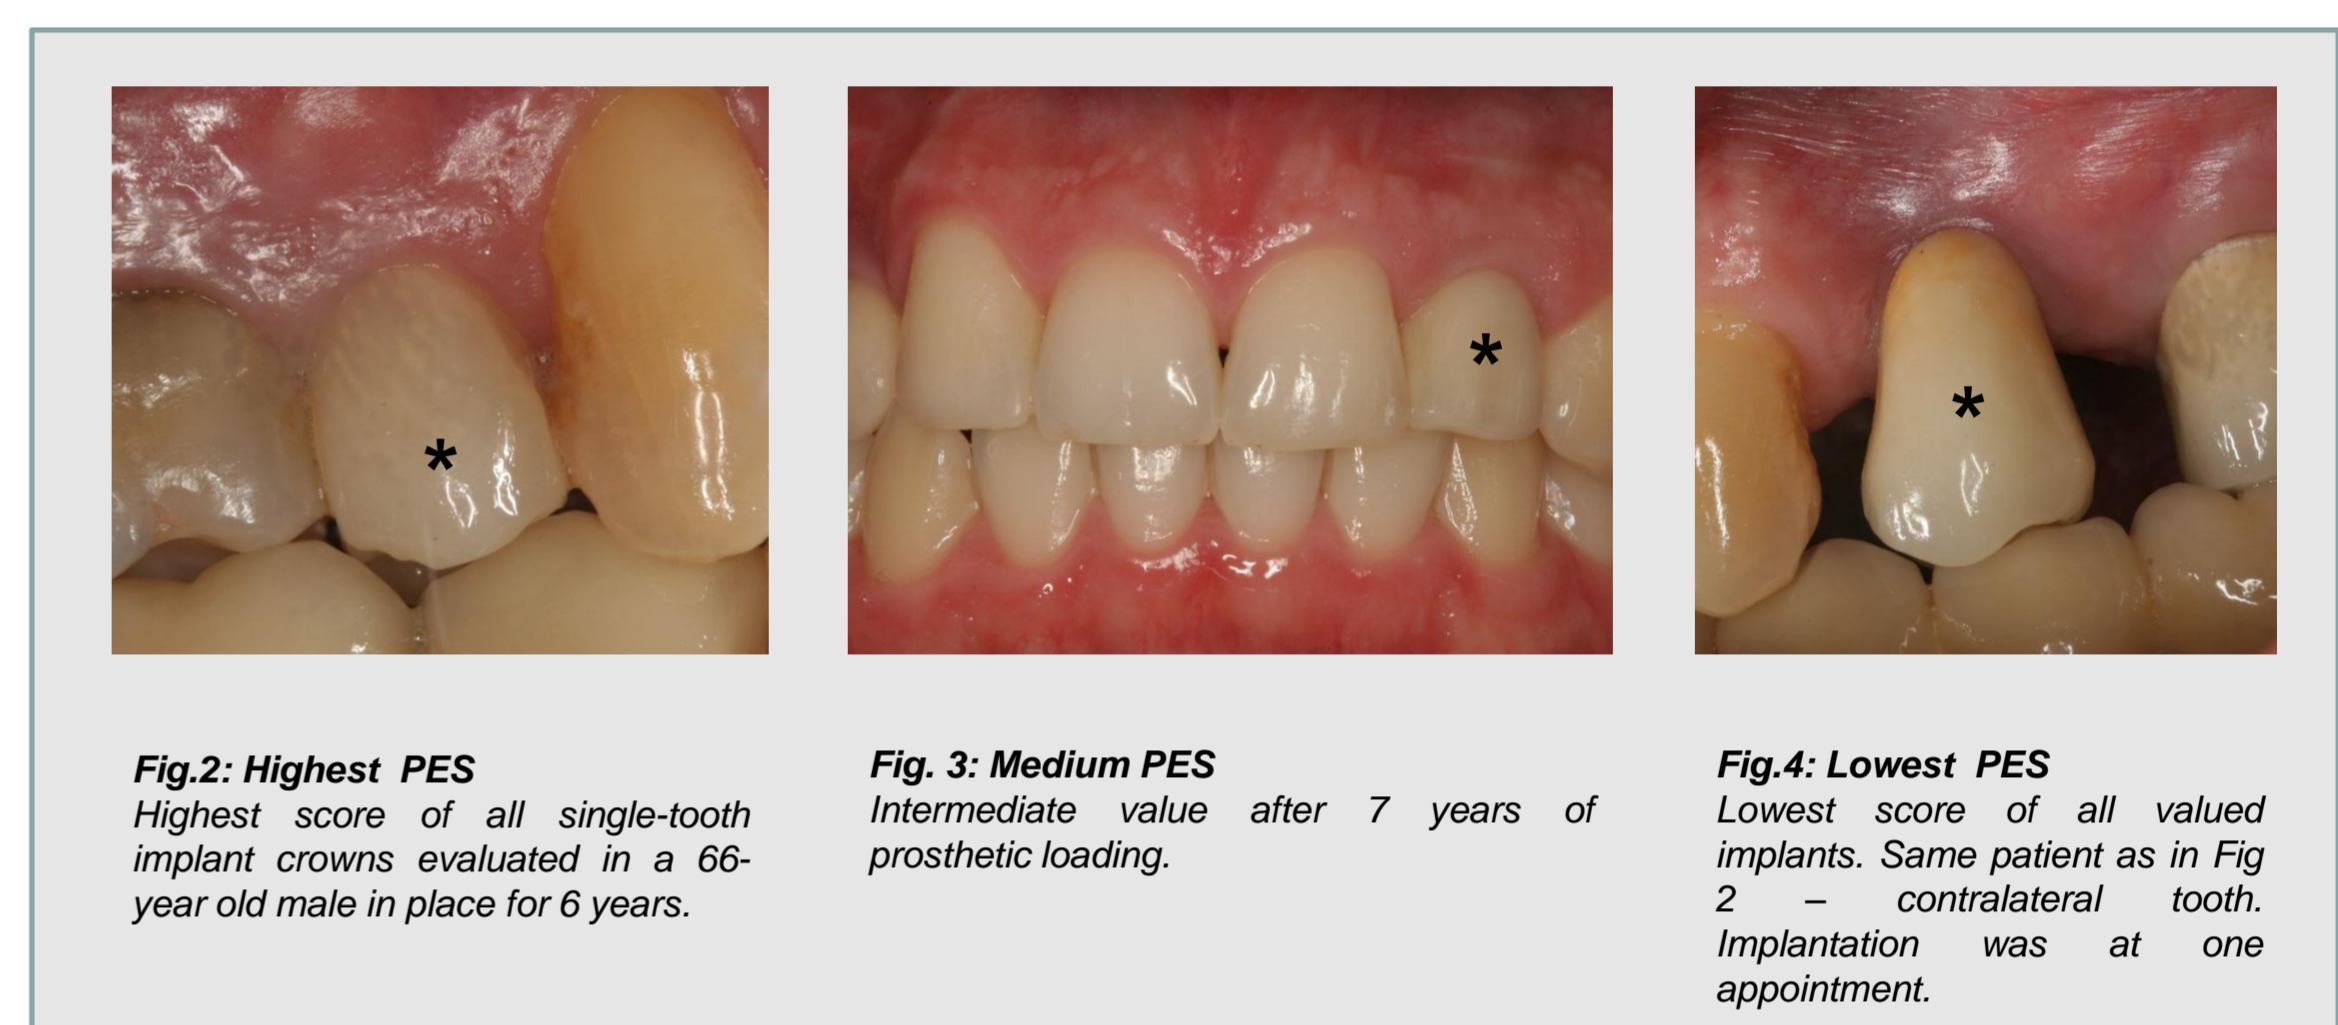 *
*
*
Fig.2: Highest PES
Highest score of all single-tooth
implant crowns evaluated in a 66-
year old male in place for 6 years.
Fig. 3: Medium PES
Intermediate value after 7 years of
prosthetic loading.
Fig.4: Lowest PES
Lowest score of all valued
implants. Same patient as in Fig
2 – contralateral tooth.
Implantation was at one
appointment.